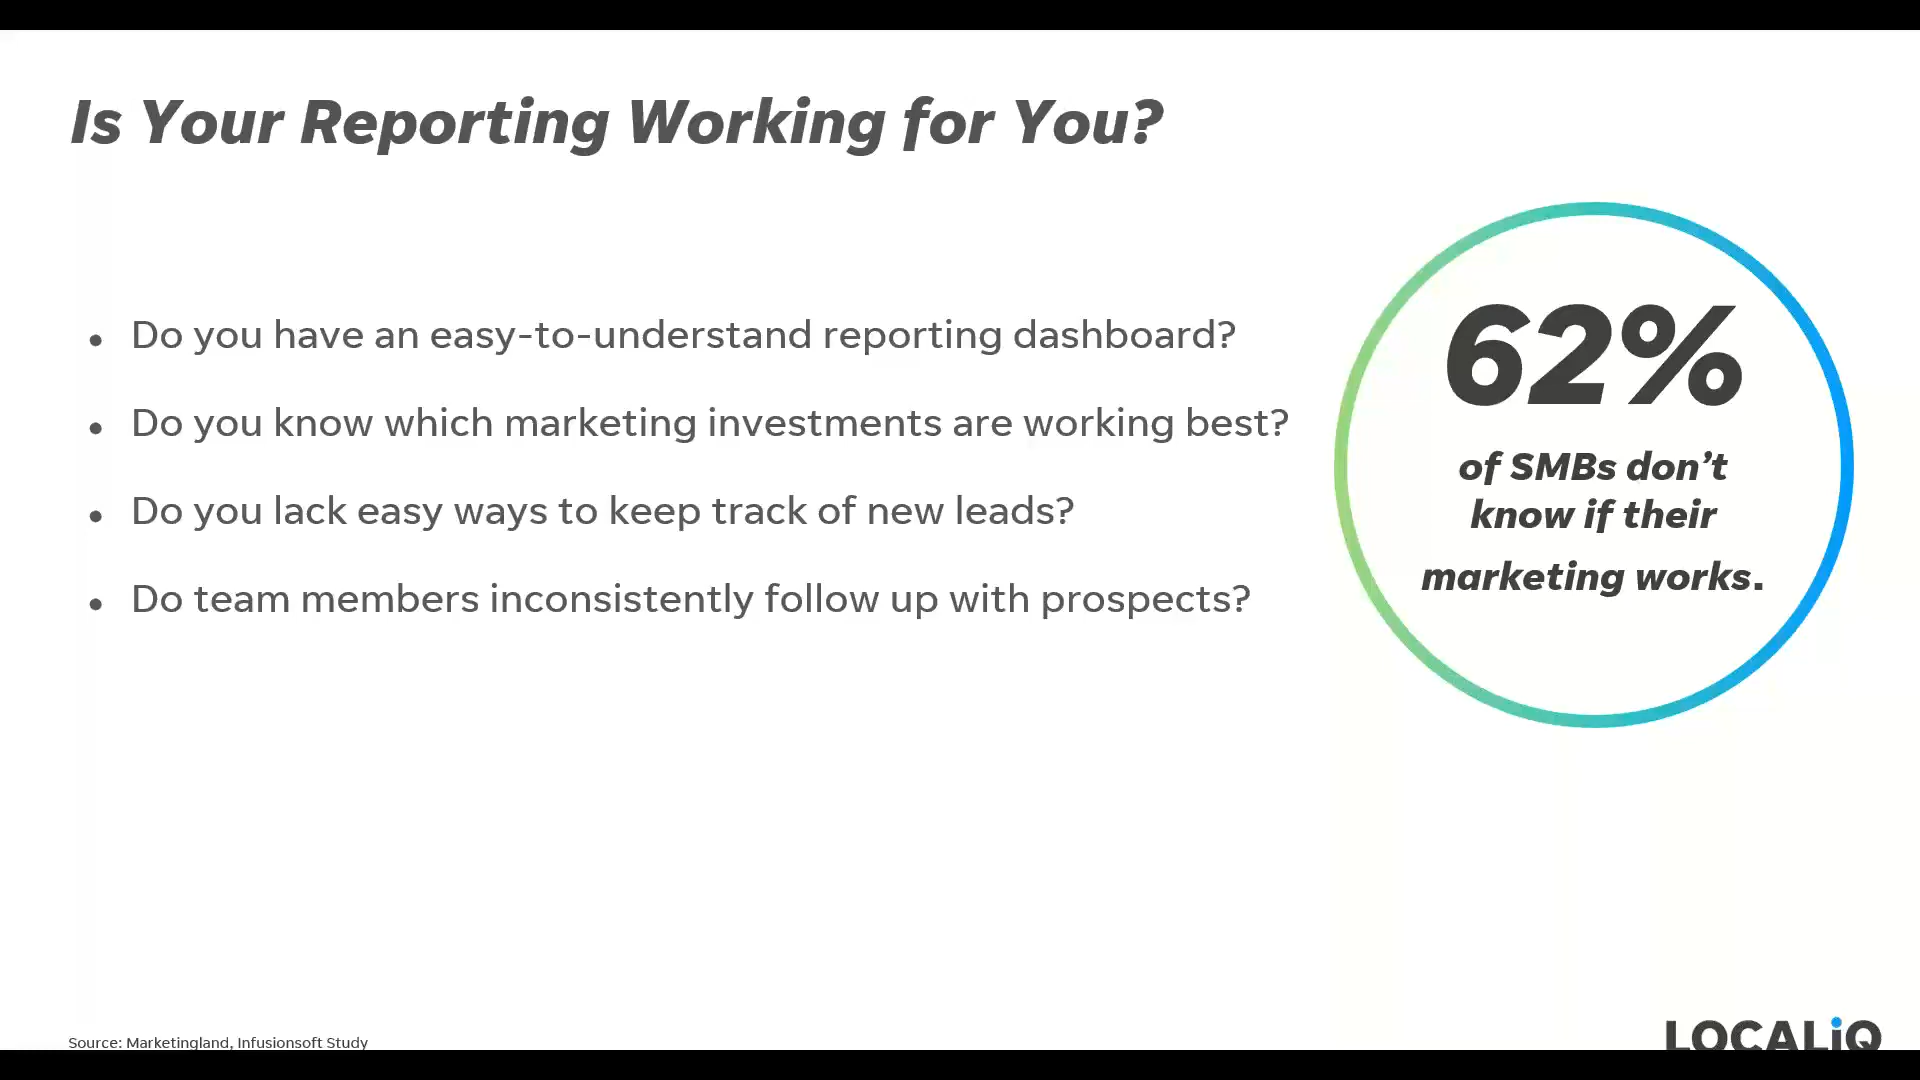 Is Your Reporting Working for You?
• Do you have an easy-to-understand reporting dashboard?
• Do you know which marketing investments are working best?
• Do you lack easy ways to keep track of new leads?
• Do team members inconsistently follow up with prospects?
62%
of SMBs don’t
know if their
marketing works.
Source: Marketingland, Infusionsoft Study
LOCALiQ